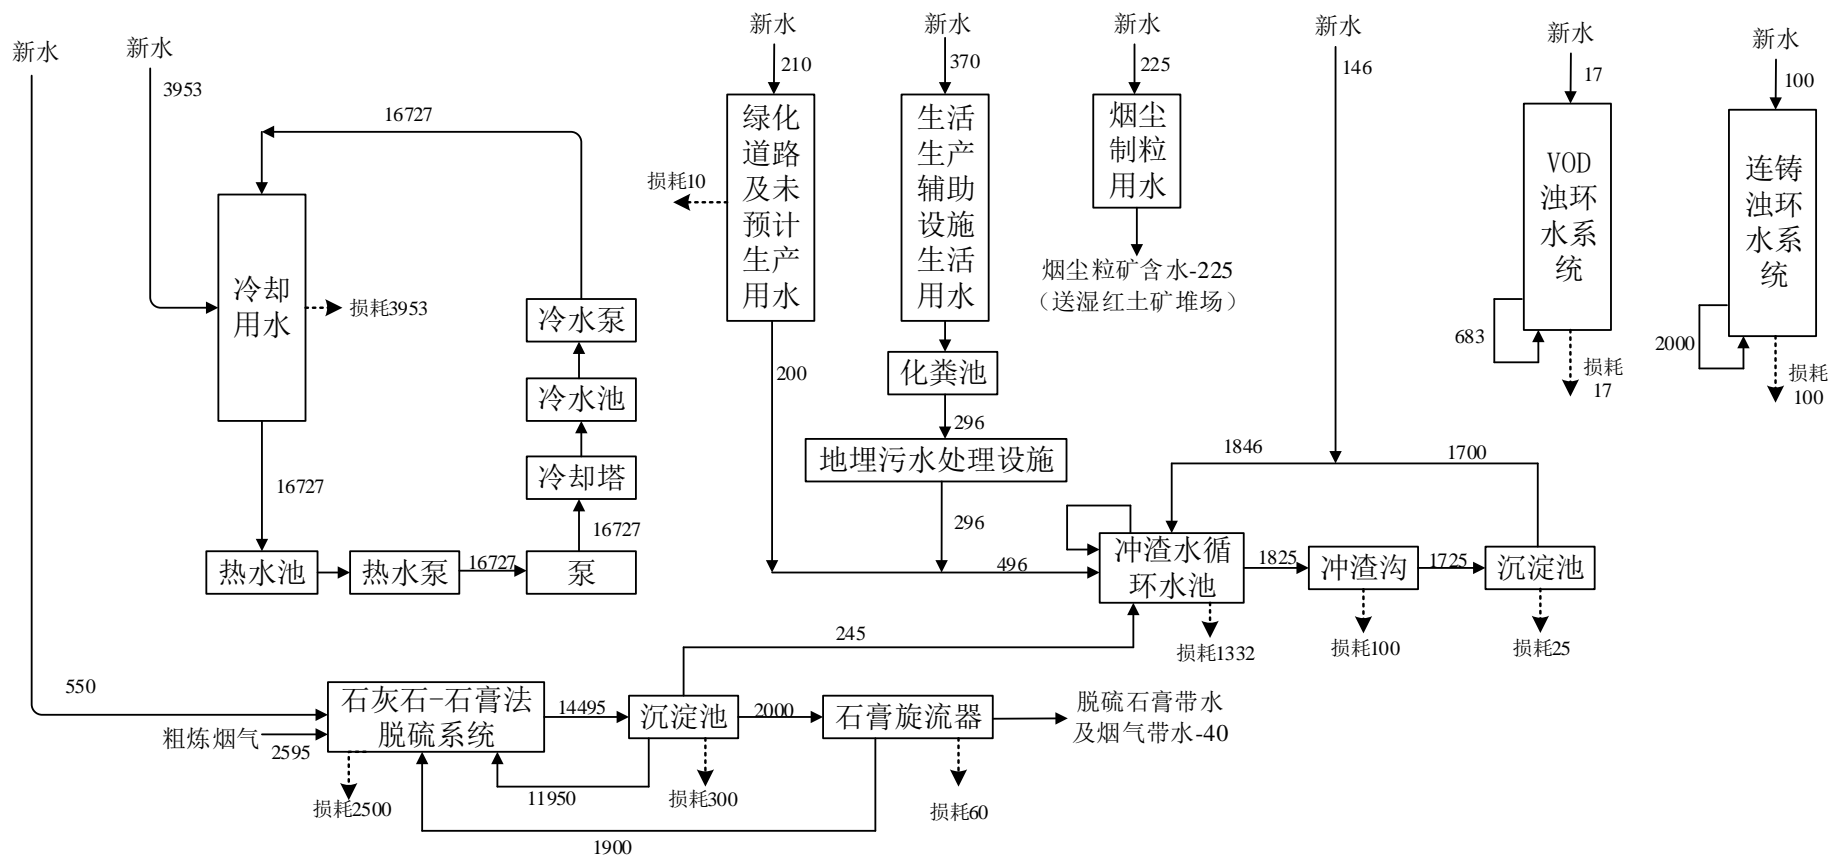 新水
3953
16727
冷却
用水
损耗3953
16727
热水池
热水泵
16727
泵
16727
冷却塔
冷水池
冷水泵
新水
210
绿化
道路
及未
预计
生产
用水
损耗10
200
新水
370
生活
生产
辅助
设施
生活
用水
化粪池
296
地埋污水处理设施
296
496
新水
225
烟尘
制粒
用水
烟尘粒矿含水-225
（送湿红土矿堆场）
新水
146
1846
1700
冲渣水循
环水池
损耗1332
1825
冲渣沟
损耗100
1725
沉淀池
损耗25
新水
17
VOD
浊环
水系
统
683
损耗
17
新水
100
连铸
浊环
水系
统
2000
损耗
100
新水
550
粗炼烟气
2595
石灰石-石膏法
脱硫系统
损耗2500
14495
沉淀池
245
损耗300
11950
2000
石膏旋流器
损耗60
1900
脱硫石膏带水
及烟气带水-40